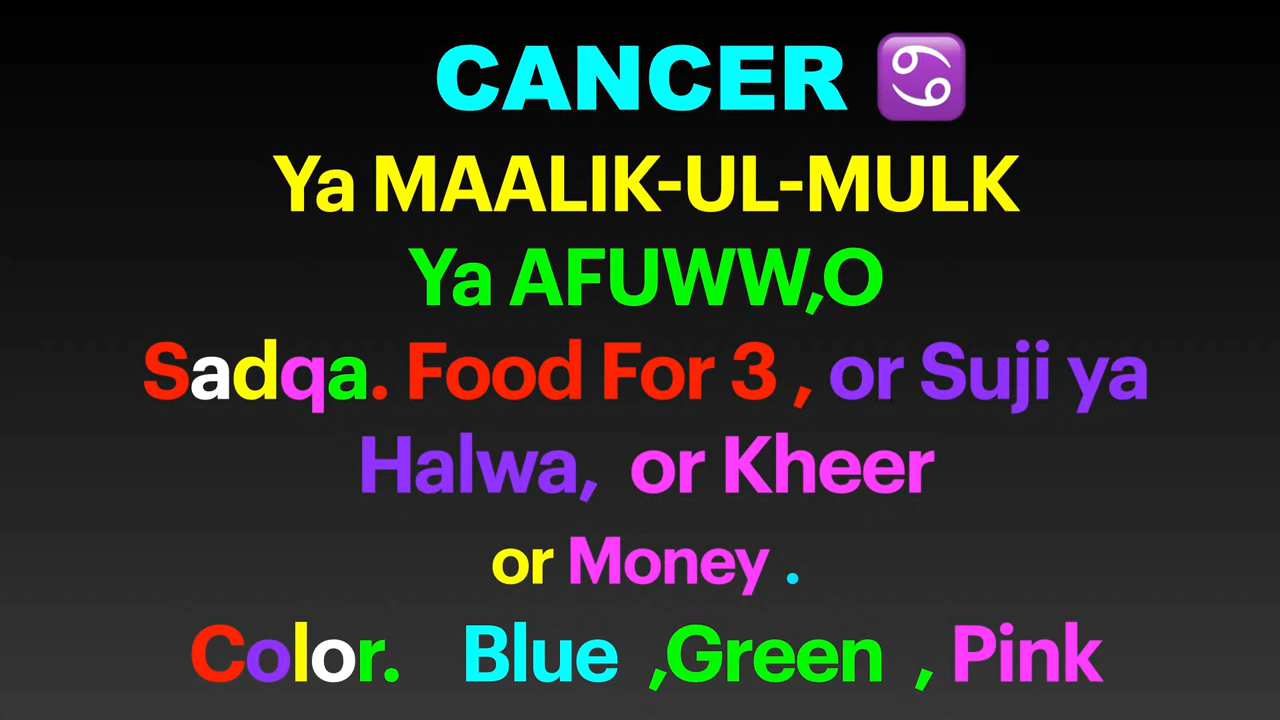 CANCER ♋
Ya MAALIK-UL-MULK
Ya AFUWW,O
Sadqa. Food For 3 , or Suji ya
Halwa, or Kheer
or Money .
Color. Blue ,Green , Pink